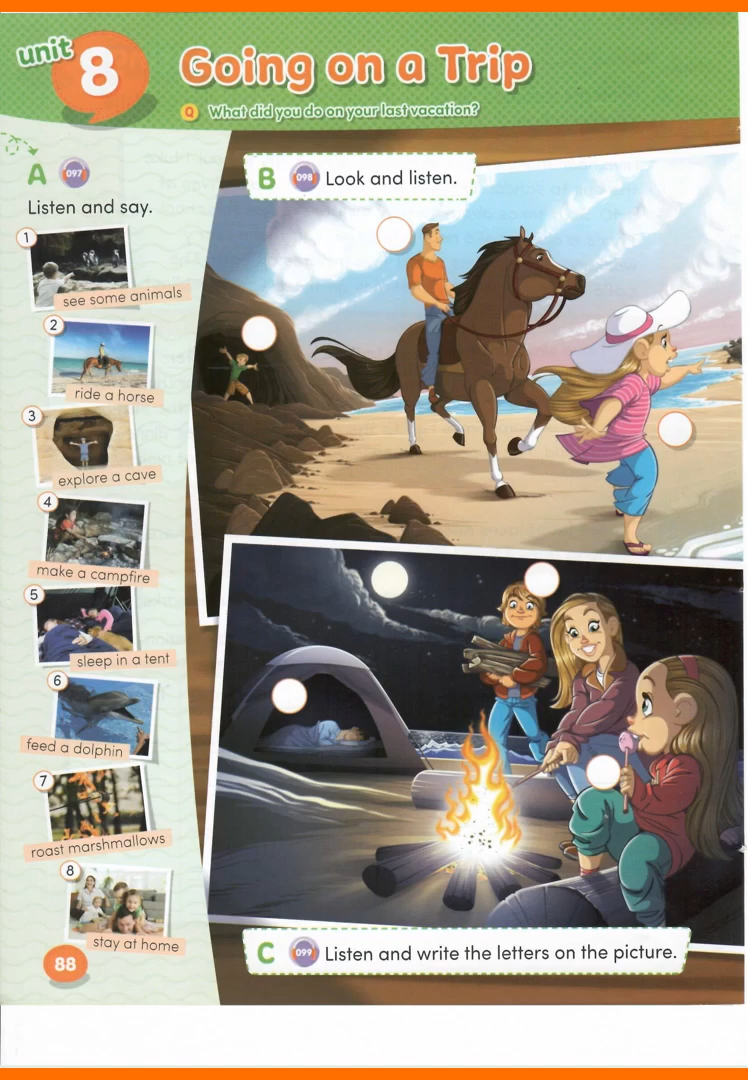 unit
8
Going on a Trip
Q What did you do on your last vacation?
A 097
Listen and say.
1
see some animals
2
ride a horse
3
explore a cave
4
make a campfire
5
sleep in a tent
6
feed a dolphin
7
roast marshmallows
8
stay at home
88
B 098 Look and listen.
C 099 Listen and write the letters on the picture.